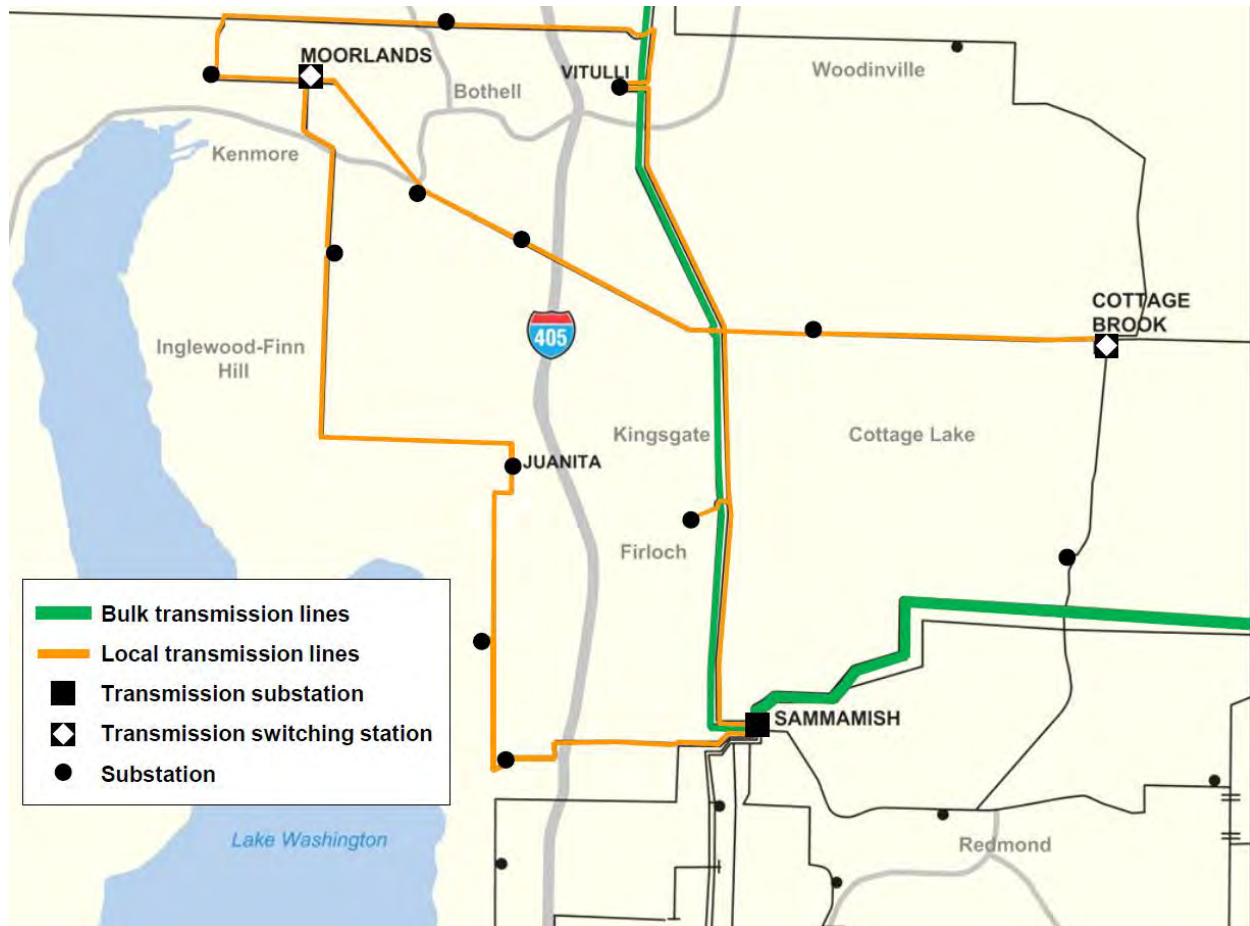 MOORLANDS
VITULLI
Woodinville
Bothell
Kenmore
COTTAGE
BROOK
405
Inglewood-Finn
Hill
Kingsgate
Cottage Lake
JUANITA
Firloch
Bulk transmission lines
Local transmission lines
Transmission substation
Transmission switching station
Substation
SAMMAMISH
Lake Washington
Redmond